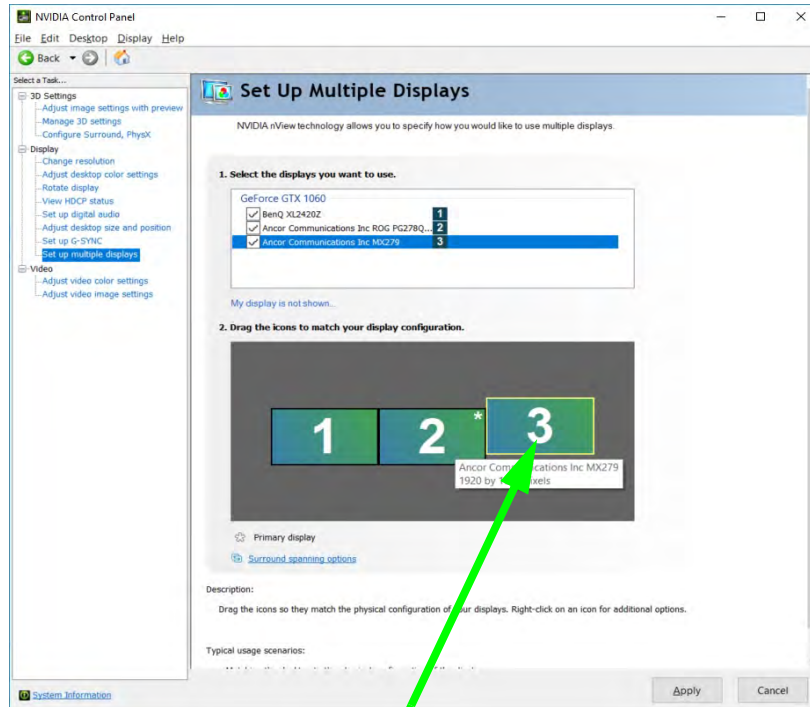 NVIDIA Control Panel
File Edit Desktop Display Help
Back
Select a Task...
3D Settings
Adjust image settings with preview
Manage 3D settings
Configure Surround, PhysX
Display
Change resolution
Adjust desktop color settings
Rotate display
View HDCP status
Set up digital audio
Adjust desktop size and position
Set up G-SYNC
Set up multiple displays
Video
Adjust video color settings
Adjust video image settings
System Information
Set Up Multiple Displays
NVIDIA nView technology allows you to specify how you would like to use multiple displays.
1. Select the displays you want to use.
GeForce GTX 1060
BenQ XL2420Z 1
Ancor Communications Inc ROG PG278Q... 2
Ancor Communications Inc MX279 3
My display is not shown...
2. Drag the icons to match your display configuration.
1 2 * 3
Ancor Communications Inc MX279
1920 by
Primary display
Surround spanning options
Description:
Drag the icons so they match the physical configuration of your displays. Right-click on an icon for additional options.
Typical usage scenarios:
Apply Cancel